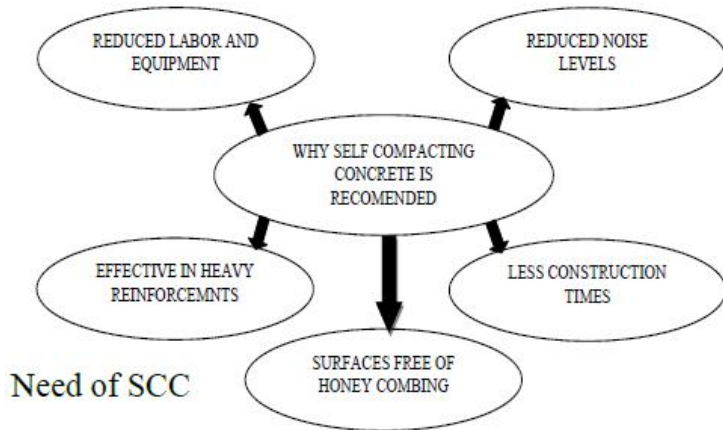 REDUCED LABOR AND
EQUIPMENT
REDUCED NOISE
LEVELS
WHY SELF COMPACTING
CONCRETE IS
RECOMENDED
EFFECTIVE IN HEAVY
REINFORCEMNTS
LESS CONSTRUCTION
TIMES
SURFACES FREE OF
HONEY COMBING
Need of SCC